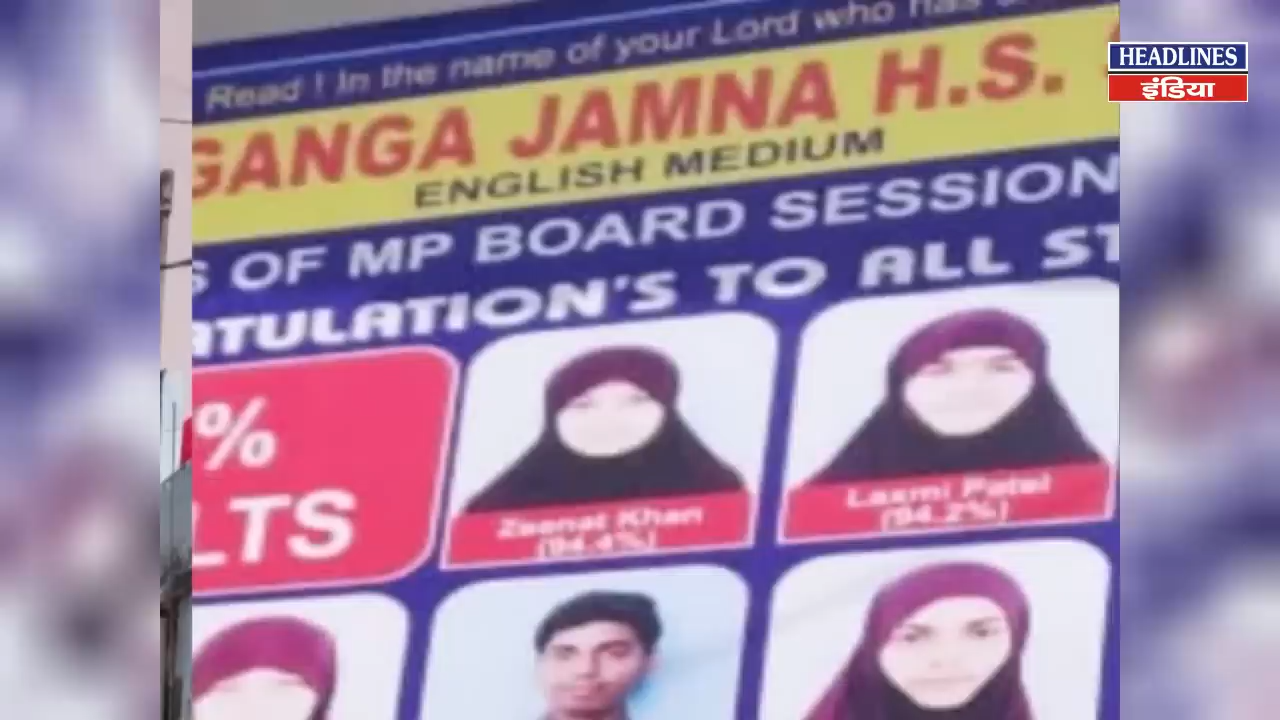 HEADLINES
इंडिया
Read ! In the name of your Lord who has
GANGA JAMNA H.S.
ENGLISH MEDIUM
S OF MP BOARD SESSION
ATULATION'S TO ALL ST
%
LTS
Zeenat Khan
(94.4%)
Laxmi Patel
(94.2%)